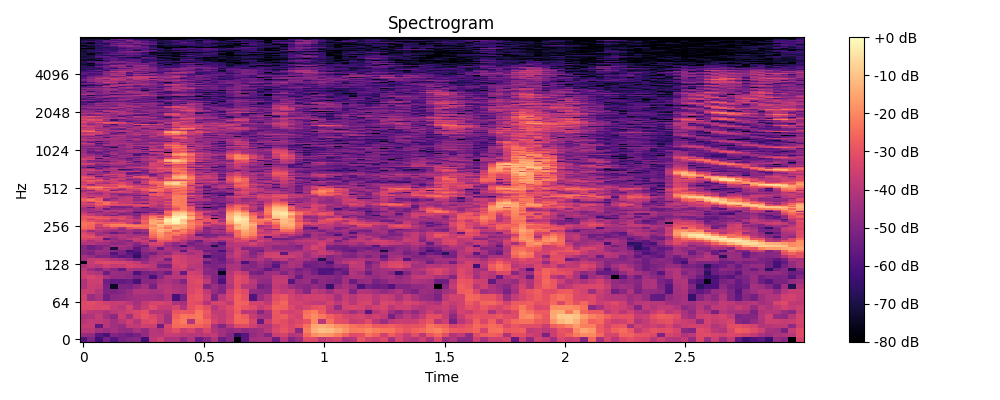 Spectrogram
Hz
4096
2048
1024
512
256
128
64
0
0
0.5
1
1.5
2
2.5
Time
+0 dB
-10 dB
-20 dB
-30 dB
-40 dB
-50 dB
-60 dB
-70 dB
-80 dB